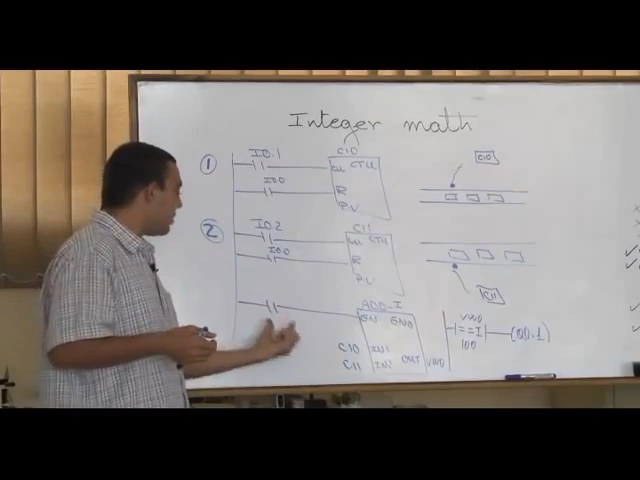 Integer math
1
I0.1
C10
CU CTU
I0.0
R
PV
C10
2
I0.2
C11
CU CTU
I0.0
R
PV
C11
ADD_I
EN ENO
C10 IN1
C11 IN2 OUT VW0
VW0
==I
100
(Q0.1)